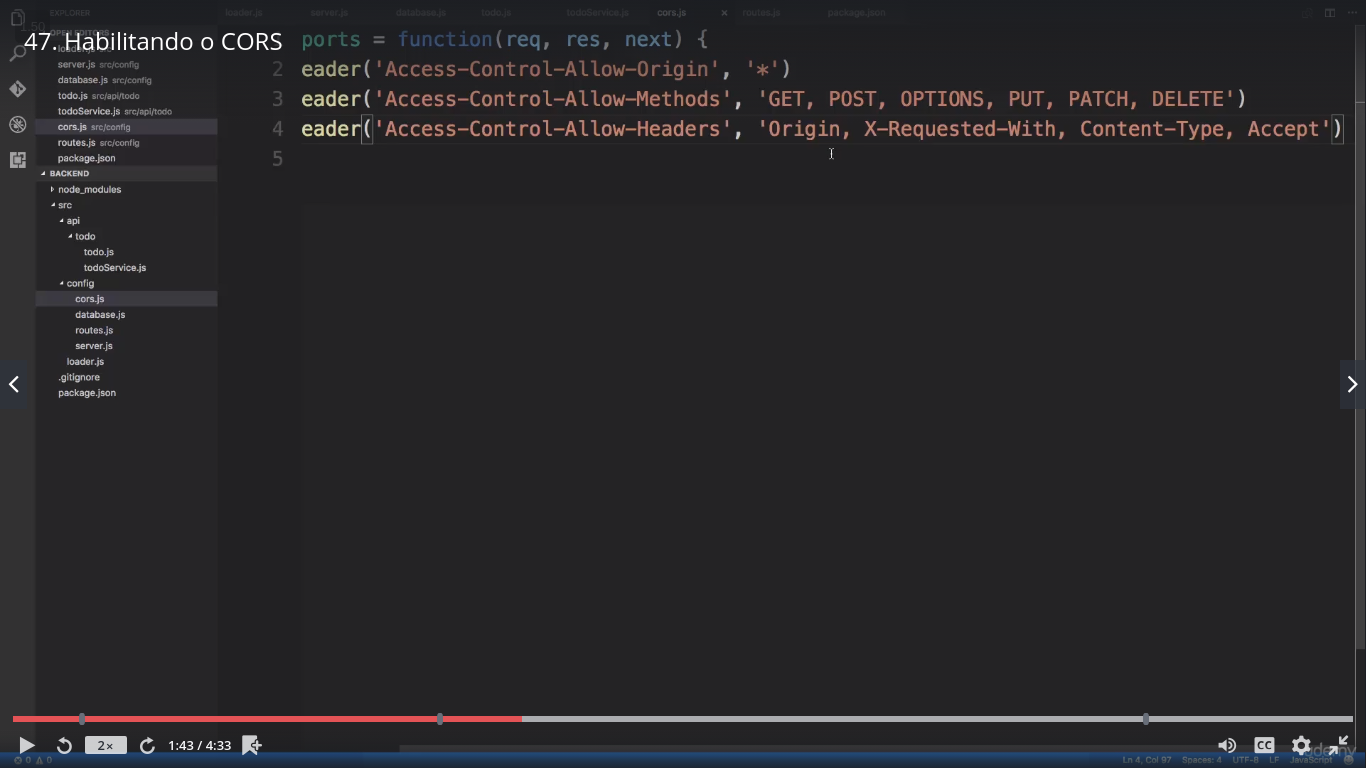 EXPLORER
loader.js
server.js
database.js
todo.js
todoService.js
cors.js
routes.js
package.json
47. Habilitando o CORS
OPEN EDITORS
loader.js src
server.js src/config
database.js src/config
todo.js src/api/todo
todoService.js src/api/todo
cors.js src/config
routes.js src/config
package.json
BACKEND
node_modules
src
api
todo
todo.js
todoService.js
config
cors.js
database.js
routes.js
server.js
loader.js
.gitignore
package.json
ports = function(req, res, next) {
2 eader('Access-Control-Allow-Origin', '*')
3 eader('Access-Control-Allow-Methods', 'GET, POST, OPTIONS, PUT, PATCH, DELETE')
4 eader('Access-Control-Allow-Headers', 'Origin, X-Requested-With, Content-Type, Accept')
5
2x
1:43 / 4:33
CC
udemy
0 0
Ln 4, Col 97 Spaces: 4 UTF-8 LF JavaScript